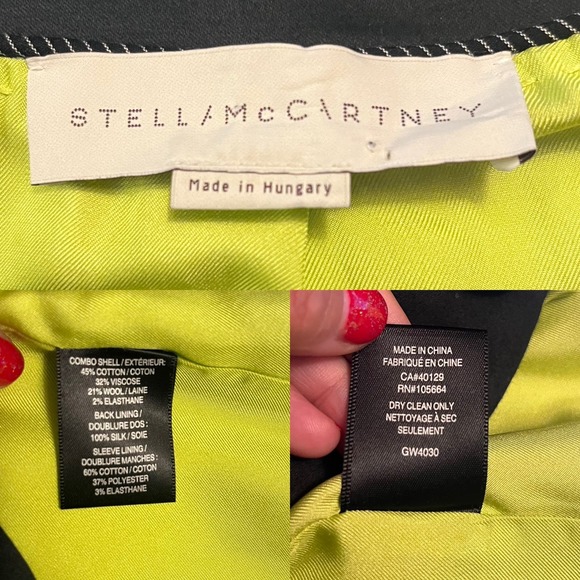 STELLA McCARTNEY
Made in Hungary
COMBO SHELL / EXTÉRIEUR:
45% COTTON / COTON
32% VISCOSE
21% WOOL / LAINE
2% ELASTHANE
BACK LINING /
DOUBLURE DOS :
100% SILK / SOIE
SLEEVE LINING /
DOUBLURE MANCHES :
60% COTTON / COTON
37% POLYESTER
3% ELASTHANE
MADE IN CHINA
FABRIQUÉ EN CHINE
CA#40129
RN#105664
DRY CLEAN ONLY
NETTOYAGE À SEC
SEULEMENT
GW4030